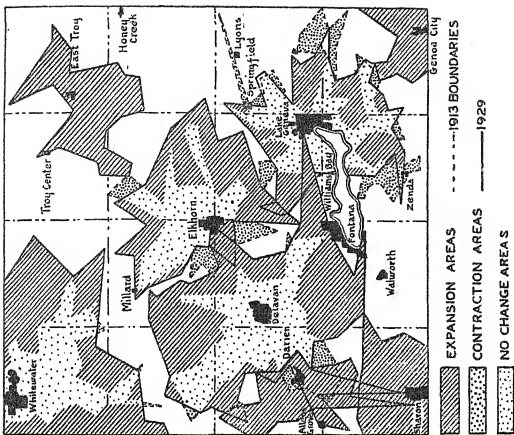 Whitewater
Millard
Troy Center
East Troy
Honey
Creek
Elkhorn
Lyons
Springfield
Lake
Geneva
Delavan
Darien
Williams Bay
Fontana
Walworth
Zenda
Genoa City
Sharon
EXPANSION AREAS
CONTRACTION AREAS
NO CHANGE AREAS
1913 BOUNDARIES
1929